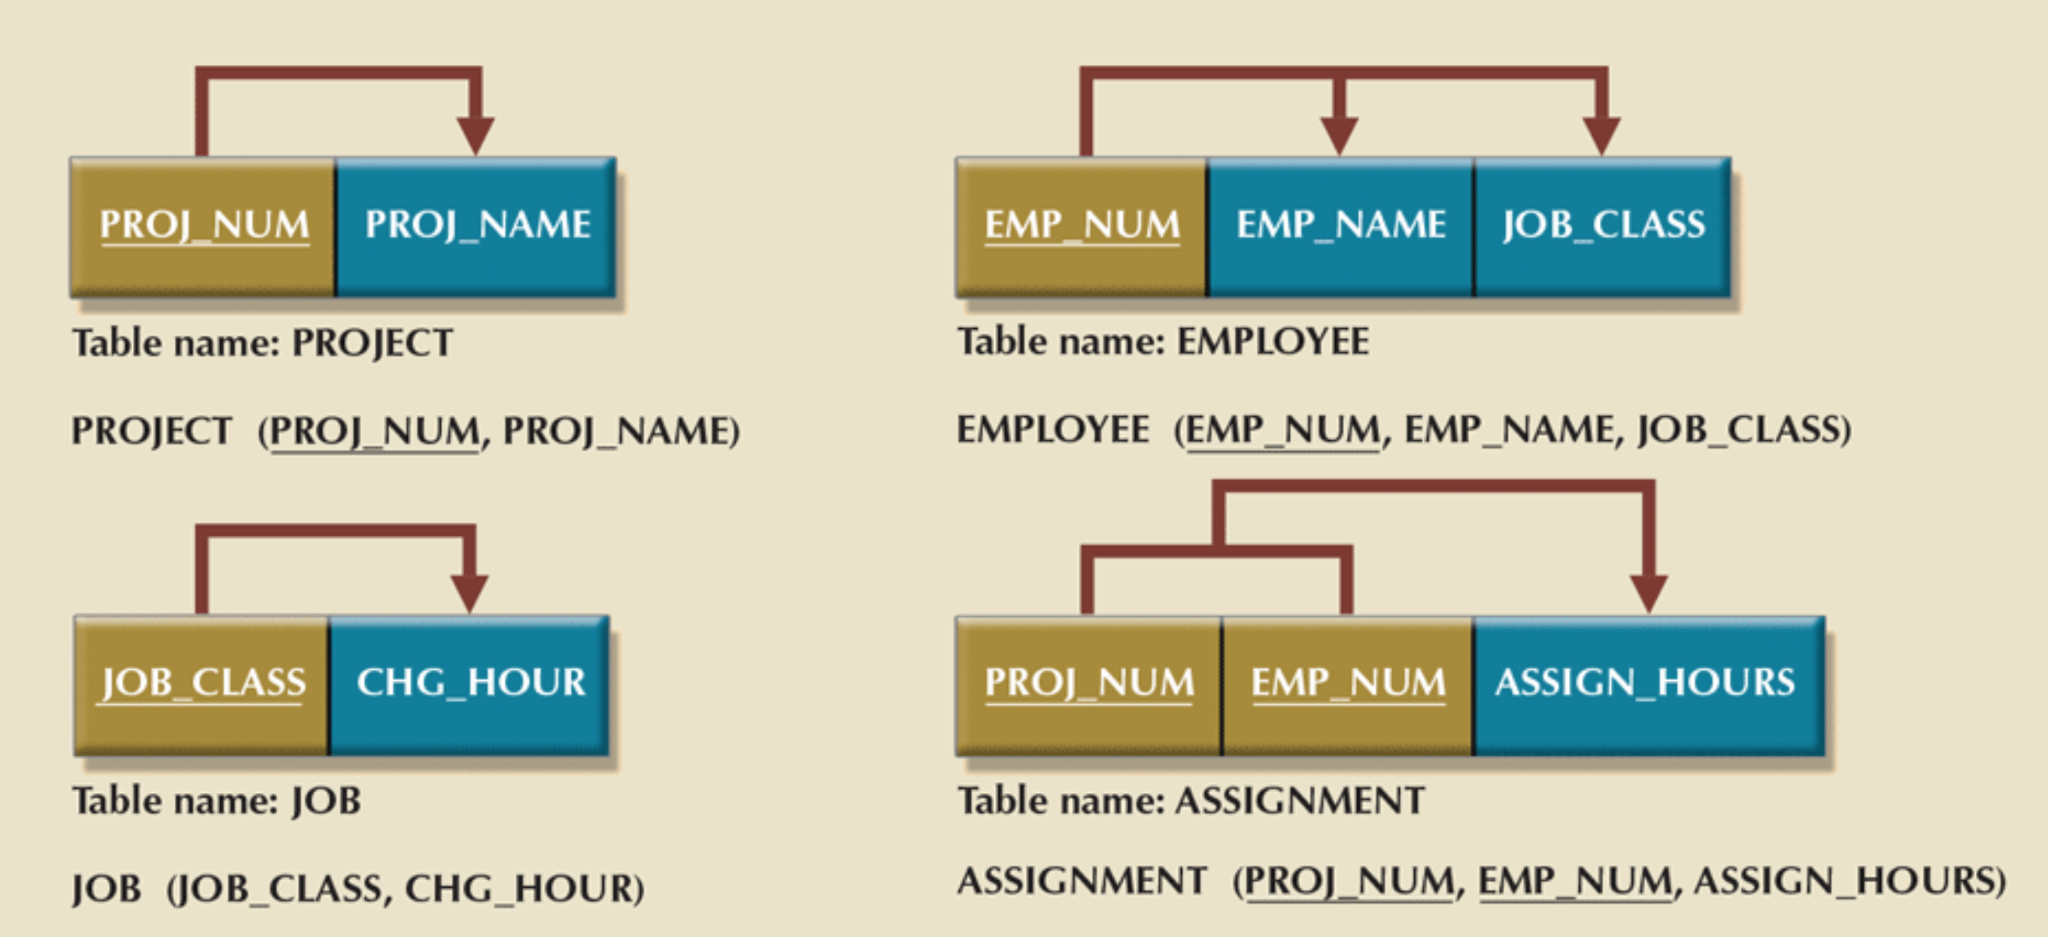 PROJ_NUM PROJ_NAME
Table name: PROJECT
PROJECT (PROJ_NUM, PROJ_NAME)
EMP_NUM EMP_NAME JOB_CLASS
Table name: EMPLOYEE
EMPLOYEE (EMP_NUM, EMP_NAME, JOB_CLASS)
JOB_CLASS CHG_HOUR
Table name: JOB
JOB (JOB_CLASS, CHG_HOUR)
PROJ_NUM EMP_NUM ASSIGN_HOURS
Table name: ASSIGNMENT
ASSIGNMENT (PROJ_NUM, EMP_NUM, ASSIGN_HOURS)